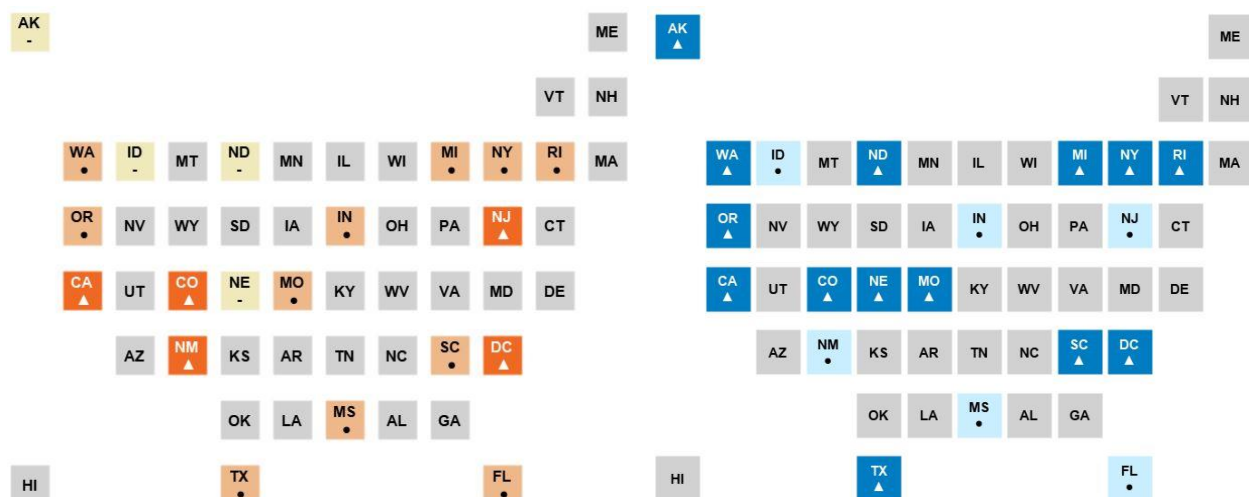 AK
-
ME
VT NH
WA ID MT ND MN IL WI MI NY RI MA
• - - • • •
OR NV WY SD IA IN OH PA NJ CT
• • ▲
CA UT CO NE MO KY WV VA MD DE
▲ ▲ - •
AZ NM KS AR TN NC SC DC
▲ • ▲
OK LA MS AL GA
•
HI TX FL
• •
AK
▲
ME
VT NH
WA ID MT ND MN IL WI MI NY RI MA
▲ • ▲ ▲ ▲ ▲
OR NV WY SD IA IN OH PA NJ CT
▲ • •
CA UT CO NE MO KY WV VA MD DE
▲ ▲ ▲ ▲
AZ NM KS AR TN NC SC DC
• ▲ ▲
OK LA MS AL GA
•
HI TX FL
▲ •